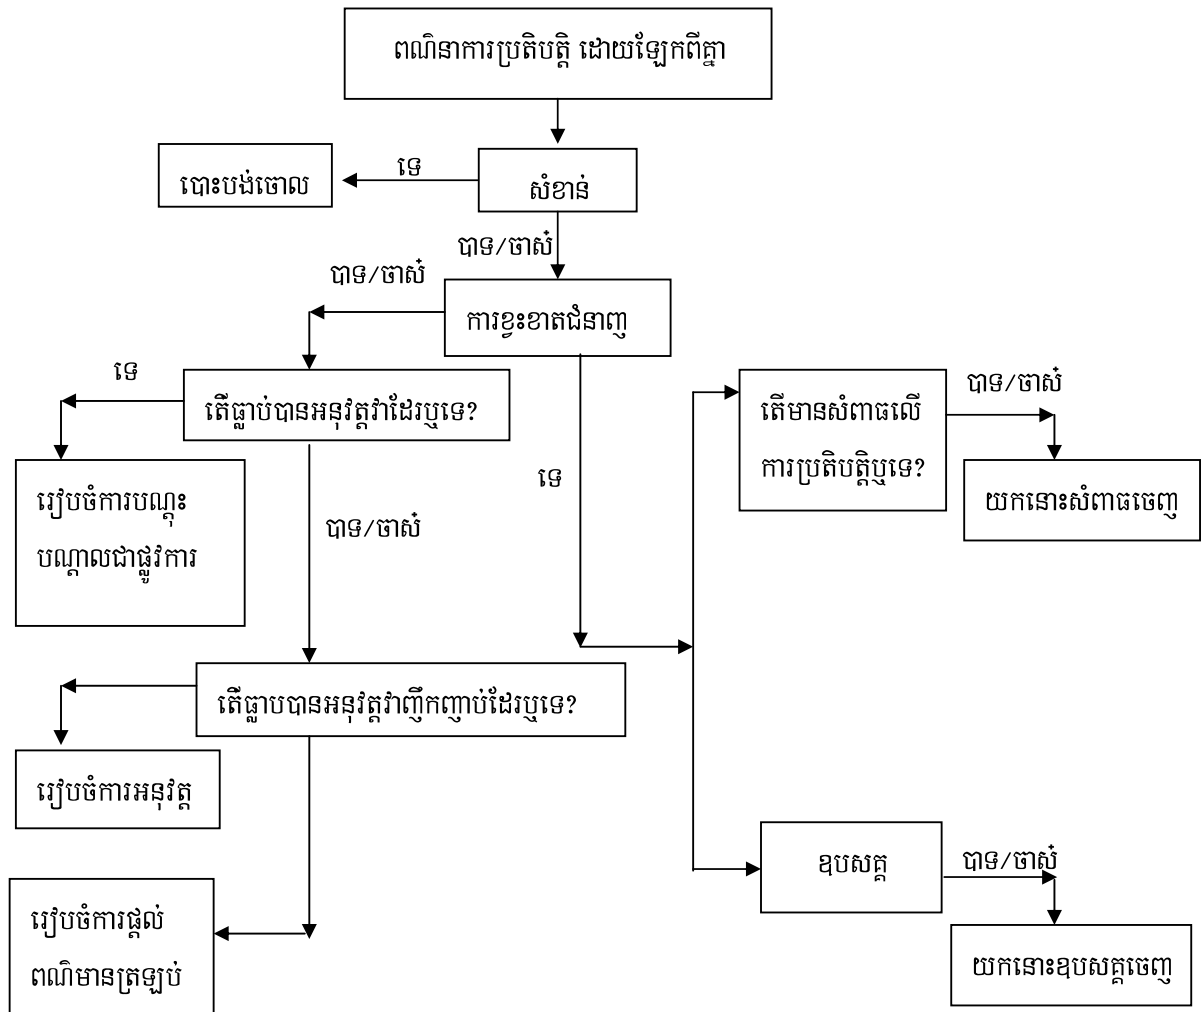 ពណ៌នាការប្រតិបត្តិ ដោយឡែកពីគ្នា
ទេ
បោះបង់ចោល
សំខាន់
បាទ/ចាស៎
បាទ/ចាស៎
ការខ្វះខាតជំនាញ
ទេ
តើធ្លាប់បានអនុវត្តវាដែរឬទេ?
បាទ/ចាស៎
តើមានសំពាធលើ
ការប្រតិបត្តិឬទេ?
យកនោះសំពាធចេញ
ទេ
រៀបចំការបណ្តុះ
បណ្តាលជាផ្លូវការ
បាទ/ចាស៎
តើធ្លាបបានអនុវត្តវាញឹកញាប់ដែរឬទេ?
រៀបចំការអនុវត្ត
ឧបសគ្គ
បាទ/ចាស៎
រៀបចំការផ្តល់
ពណ៌មានត្រឡប់
យកនោះឧបសគ្គចេញ